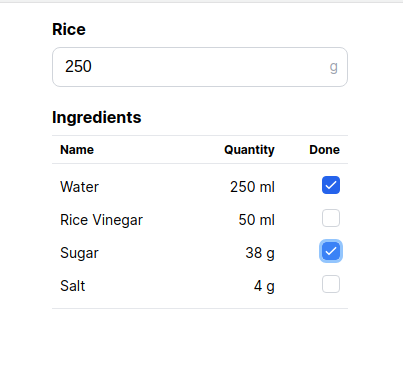 Rice
250 g
Ingredients
Name Quantity Done
Water 250 ml
Rice Vinegar 50 ml
Sugar 38 g
Salt 4 g